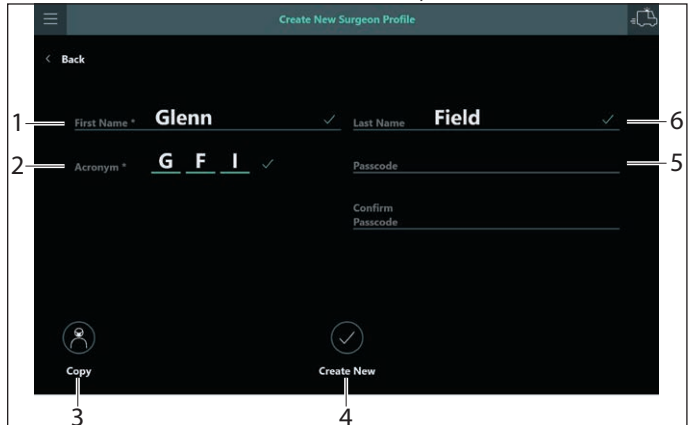 Create New Surgeon Profile
Back
1 First Name * Glenn Last Name Field 6
2 Acronym * G F I Passcode 5
Confirm
Passcode
Copy Create New
3 4